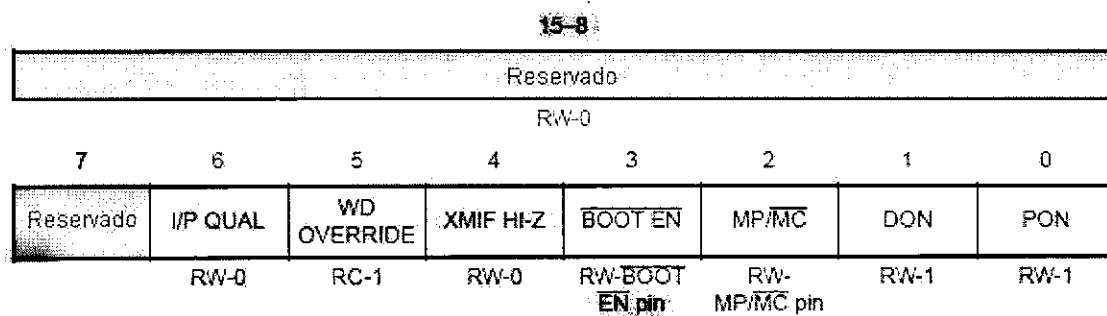 15–8
Reservado
RW-0
7 6 5 4 3 2 1 0
Reservado I/P QUAL WD OVERRIDE XMIF HI-Z BOOT EN MP/MC DON PON
RW-0 RC-1 RW-0 RW-BOOT EN pin RW-MP/MC pin RW-1 RW-1